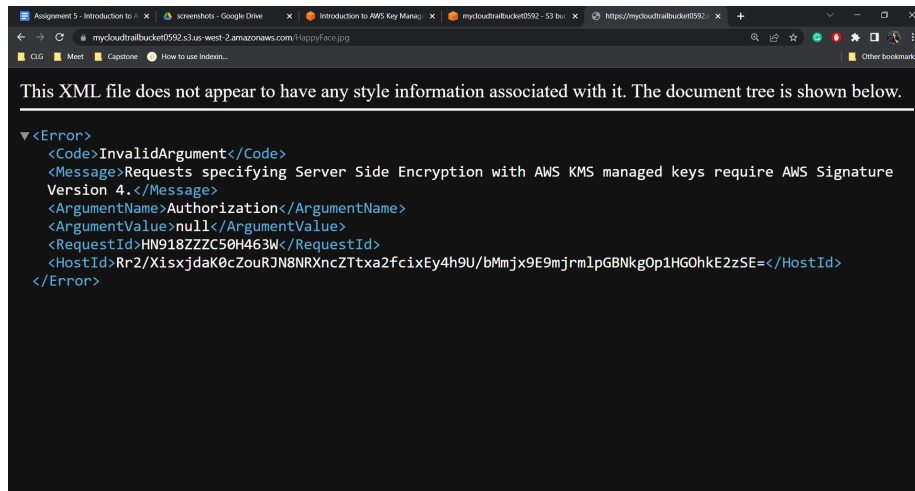 Assignment 5 - Introduction to A
screenshots - Google Drive
Introduction to AWS Key Manag
mycloudtrailbucket0592 - S3 bu
https://mycloudtrailbucket0592.
mycloudtrailbucket0592.s3.us-west-2.amazonaws.com/HappyFace.jpg
CLG
Meet
Capstone
How to use Indexin...
Other bookmark
This XML file does not appear to have any style information associated with it. The document tree is shown below.
<Error>
<Code>InvalidArgument</Code>
<Message>Requests specifying Server Side Encryption with AWS KMS managed keys require AWS Signature
Version 4.</Message>
<ArgumentName>Authorization</ArgumentName>
<ArgumentValue>null</ArgumentValue>
<RequestId>HN918ZZZC50H463W</RequestId>
<HostId>Rr2/XisxjdaK0cZouRJN8NRXncZTtxa2fcixEy4h9U/bMmjx9E9mjrmlpGBNkgOp1HGOhkE2zSE=</HostId>
</Error>